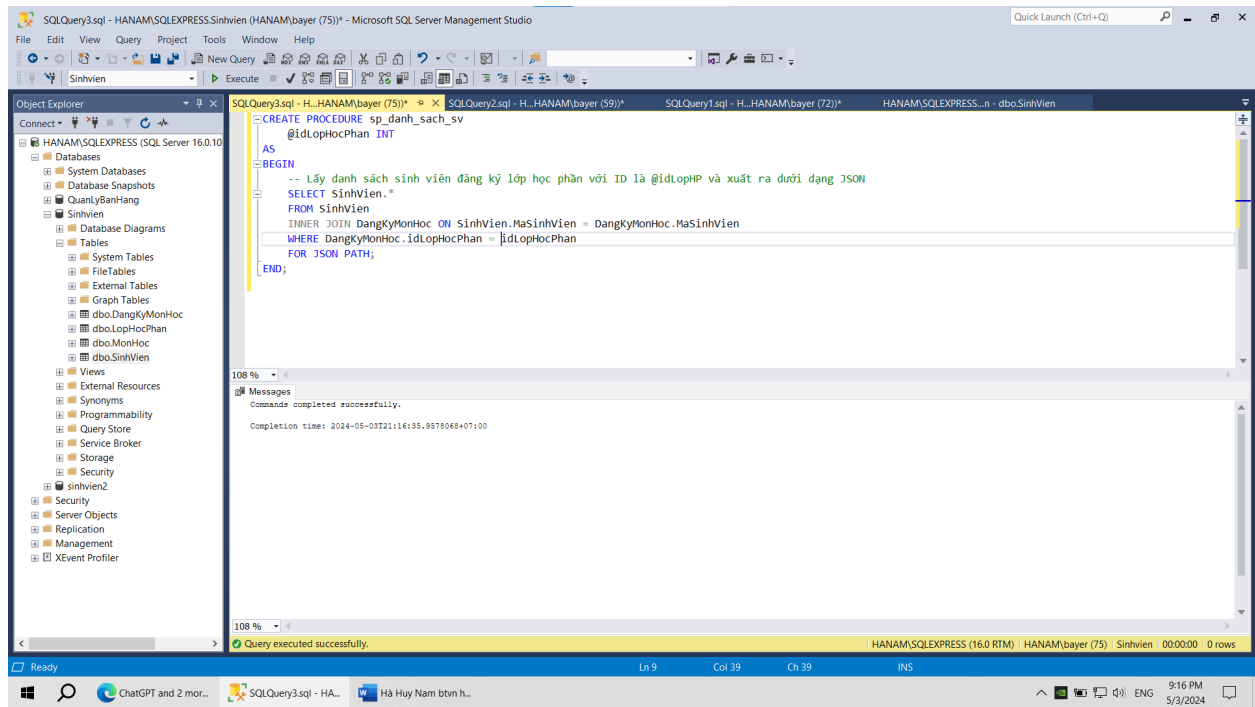 SQLQuery3.sql - HANAM\SQLEXPRESS.Sinhvien (HANAM\bayer (75))* - Microsoft SQL Server Management Studio
Quick Launch (Ctrl+Q)
File Edit View Query Project Tools Window Help
New Query
Sinhvien
Execute
Object Explorer
SQLQuery3.sql - H...HANAM\bayer (75))*
SQLQuery2.sql - H...HANAM\bayer (59))*
SQLQuery1.sql - H...HANAM\bayer (72))*
HANAM\SQLEXPRESS...n - dbo.SinhVien
Connect
HANAM\SQLEXPRESS (SQL Server 16.0.10
Databases
System Databases
Database Snapshots
QuanLyBanHang
Sinhvien
Database Diagrams
Tables
System Tables
FileTables
External Tables
Graph Tables
dbo.DangKyMonHoc
dbo.LopHocPhan
dbo.MonHoc
dbo.SinhVien
Views
External Resources
Synonyms
Programmability
Query Store
Service Broker
Storage
Security
sinhvien2
Security
Server Objects
Replication
Management
XEvent Profiler
CREATE PROCEDURE sp_danh_sach_sv
@idLopHocPhan INT
AS
BEGIN
-- Lấy danh sách sinh viên đăng ký lớp học phần với ID là @idLopHP và xuất ra dưới dạng JSON
SELECT SinhVien.*
FROM SinhVien
INNER JOIN DangKyMonHoc ON SinhVien.MaSinhVien = DangKyMonHoc.MaSinhVien
WHERE DangKyMonHoc.idLopHocPhan = idLopHocPhan
FOR JSON PATH;
END;
108 %
Messages
Commands completed successfully.
Completion time: 2024-05-03T21:16:35.9578068+07:00
108 %
Query executed successfully.
HANAM\SQLEXPRESS (16.0 RTM) HANAM\bayer (75) Sinhvien 00:00:00 0 rows
Ready
Ln 9 Col 39 Ch 39 INS
ChatGPT and 2 mor...
SQLQuery3.sql - HA...
Hà Huy Nam btvn h...
ENG
9:16 PM
5/3/2024